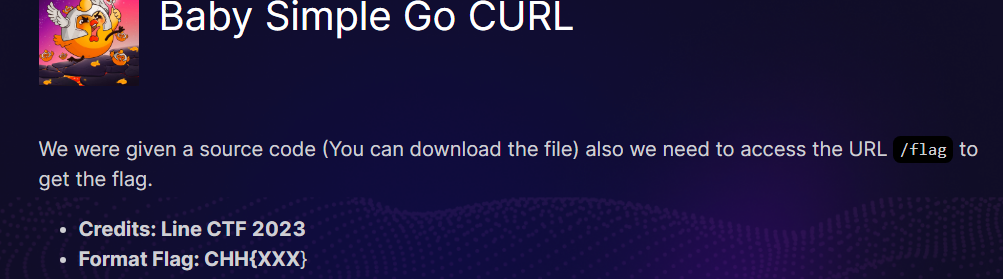 Baby Simple Go CURL
We were given a source code (You can download the file) also we need to access the URL /flag to
get the flag.
• Credits: Line CTF 2023
• Format Flag: CHH{XXX}